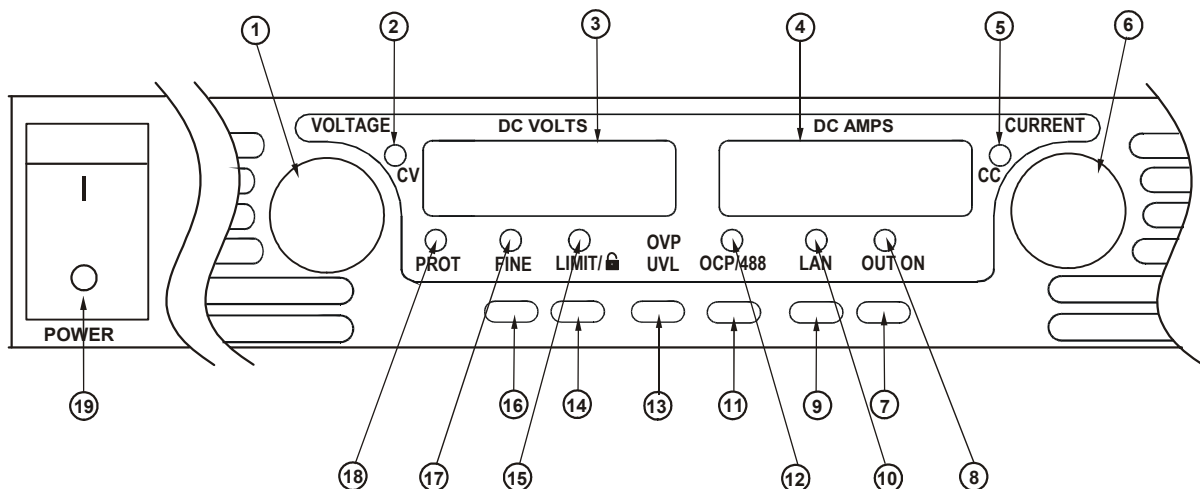 1 2 3 4 5 6
VOLTAGE DC VOLTS DC AMPS CURRENT
CV CC
I
OVP
PROT FINE LIMIT/ UVL OCP/488 LAN OUT ON
POWER
19 16 14 13 11 9 7
18 17 15 12 10 8